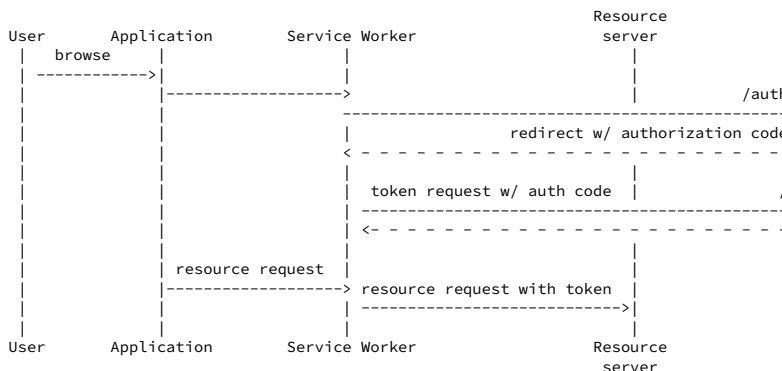 Resource
User Application Service Worker server
browse
/auth
redirect w/ authorization code
token request w/ auth code /
resource request
resource request with token
User Application Service Worker Resource
server